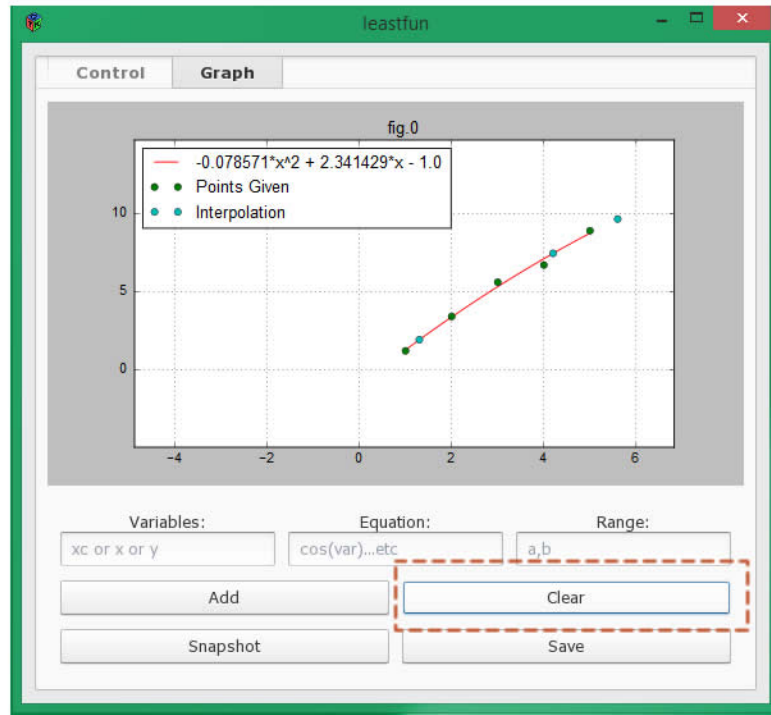 leastfun
Control Graph
fig.0
-0.078571*x^2 + 2.341429*x - 1.0
Points Given
Interpolation
10
5
0
−4 −2 0 2 4 6
Variables: Equation: Range:
xc or x or y cos(var)...etc a,b
Add Clear
Snapshot Save